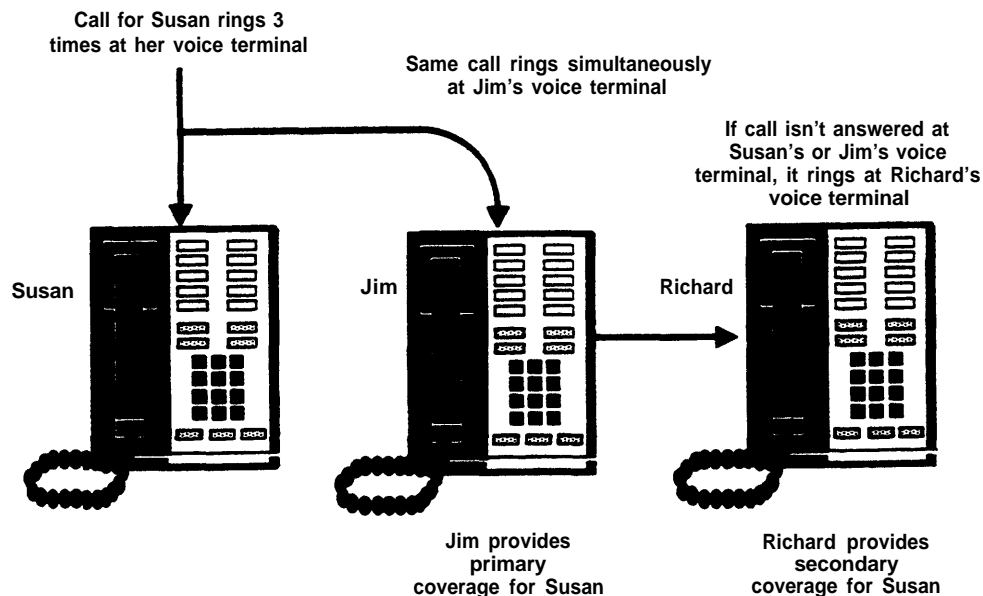 Call for Susan rings 3
times at her voice terminal
Same call rings simultaneously
at Jim's voice terminal
If call isn't answered at
Susan's or Jim's voice
terminal, it rings at Richard's
voice terminal
Susan
Jim
Richard
Jim provides
primary
coverage for Susan
Richard provides
secondary
coverage for Susan